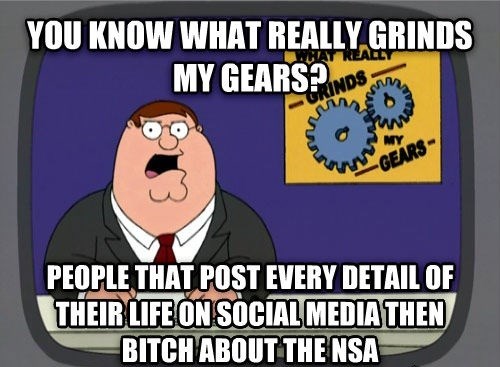 YOU KNOW WHAT REALLY GRINDS
MY GEARS?
WHAT REALLY
GRINDS
MY
GEARS
PEOPLE THAT POST EVERY DETAIL OF
THEIR LIFE ON SOCIAL MEDIA THEN
BITCH ABOUT THE NSA